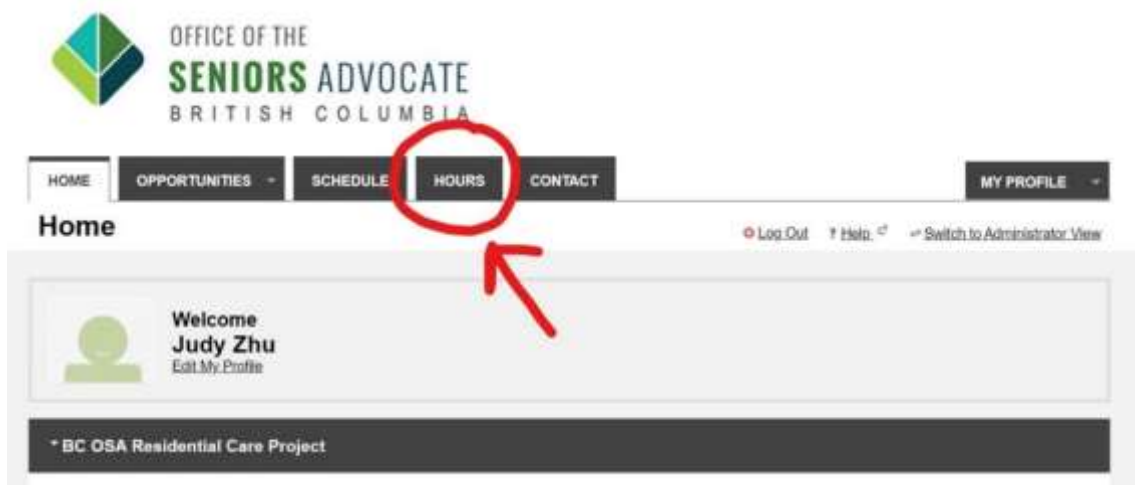 OFFICE OF THE
SENIORS ADVOCATE
BRITISH COLUMBIA
HOME OPPORTUNITIES SCHEDULE HOURS CONTACT MY PROFILE
Home
Log Out ? Help Switch to Administrator View
Welcome
Judy Zhu
Edit My Profile
* BC OSA Residential Care Project